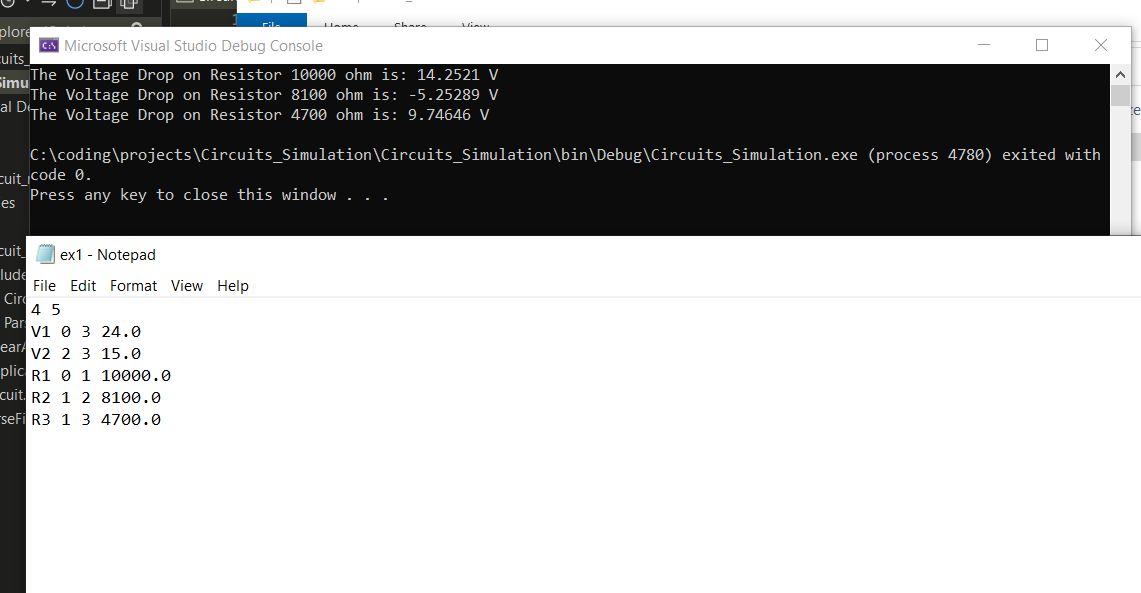 File Home Share View
Microsoft Visual Studio Debug Console
The Voltage Drop on Resistor 10000 ohm is: 14.2521 V
The Voltage Drop on Resistor 8100 ohm is: -5.25289 V
The Voltage Drop on Resistor 4700 ohm is: 9.74646 V
C:\coding\projects\Circuits_Simulation\Circuits_Simulation\bin\Debug\Circuits_Simulation.exe (process 4780) exited with
code 0.
Press any key to close this window . . .
ex1 - Notepad
File Edit Format View Help
4 5
V1 0 3 24.0
V2 2 3 15.0
R1 0 1 10000.0
R2 1 2 8100.0
R3 1 3 4700.0